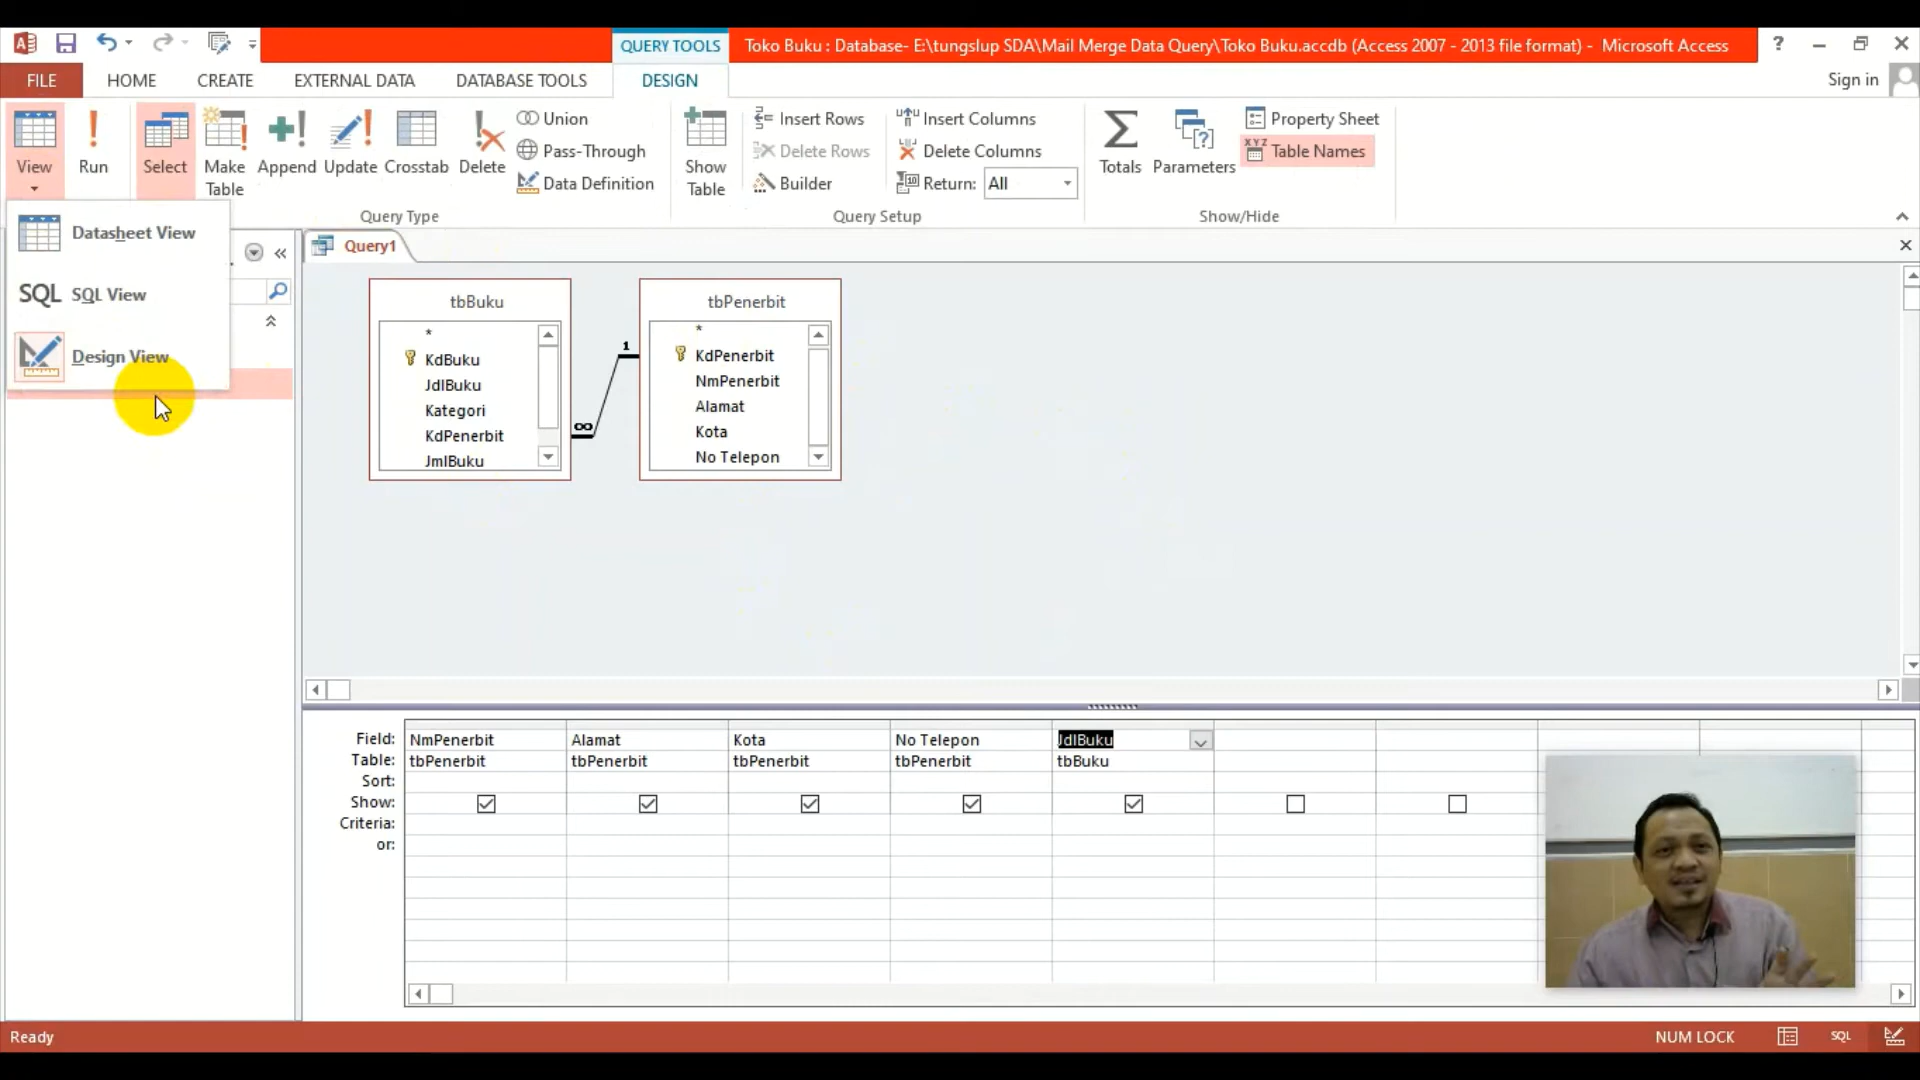 QUERY TOOLS
Toko Buku : Database- E:\tungslup SDA\Mail Merge Data Query\Toko Buku.accdb (Access 2007 - 2013 file format) - Microsoft Access
?
FILE
HOME
CREATE
EXTERNAL DATA
DATABASE TOOLS
DESIGN
Sign in
View
Run
Select
Make Table
Append
Update
Crosstab
Delete
Union
Pass-Through
Data Definition
Show Table
Insert Rows
Delete Rows
Builder
Insert Columns
Delete Columns
Return: All
Totals
Parameters
Property Sheet
XYZ Table Names
Query Type
Query Setup
Show/Hide
Datasheet View
SQL SQL View
Design View
Query1
tbBuku
*
KdBuku
JdlBuku
Kategori
KdPenerbit
JmlBuku
∞
1
tbPenerbit
*
KdPenerbit
NmPenerbit
Alamat
Kota
No Telepon
Field: NmPenerbit Alamat Kota No Telepon JdlBuku
Table: tbPenerbit tbPenerbit tbPenerbit tbPenerbit tbBuku
Sort:
Show:
Criteria:
or:
Ready
NUM LOCK
SQL